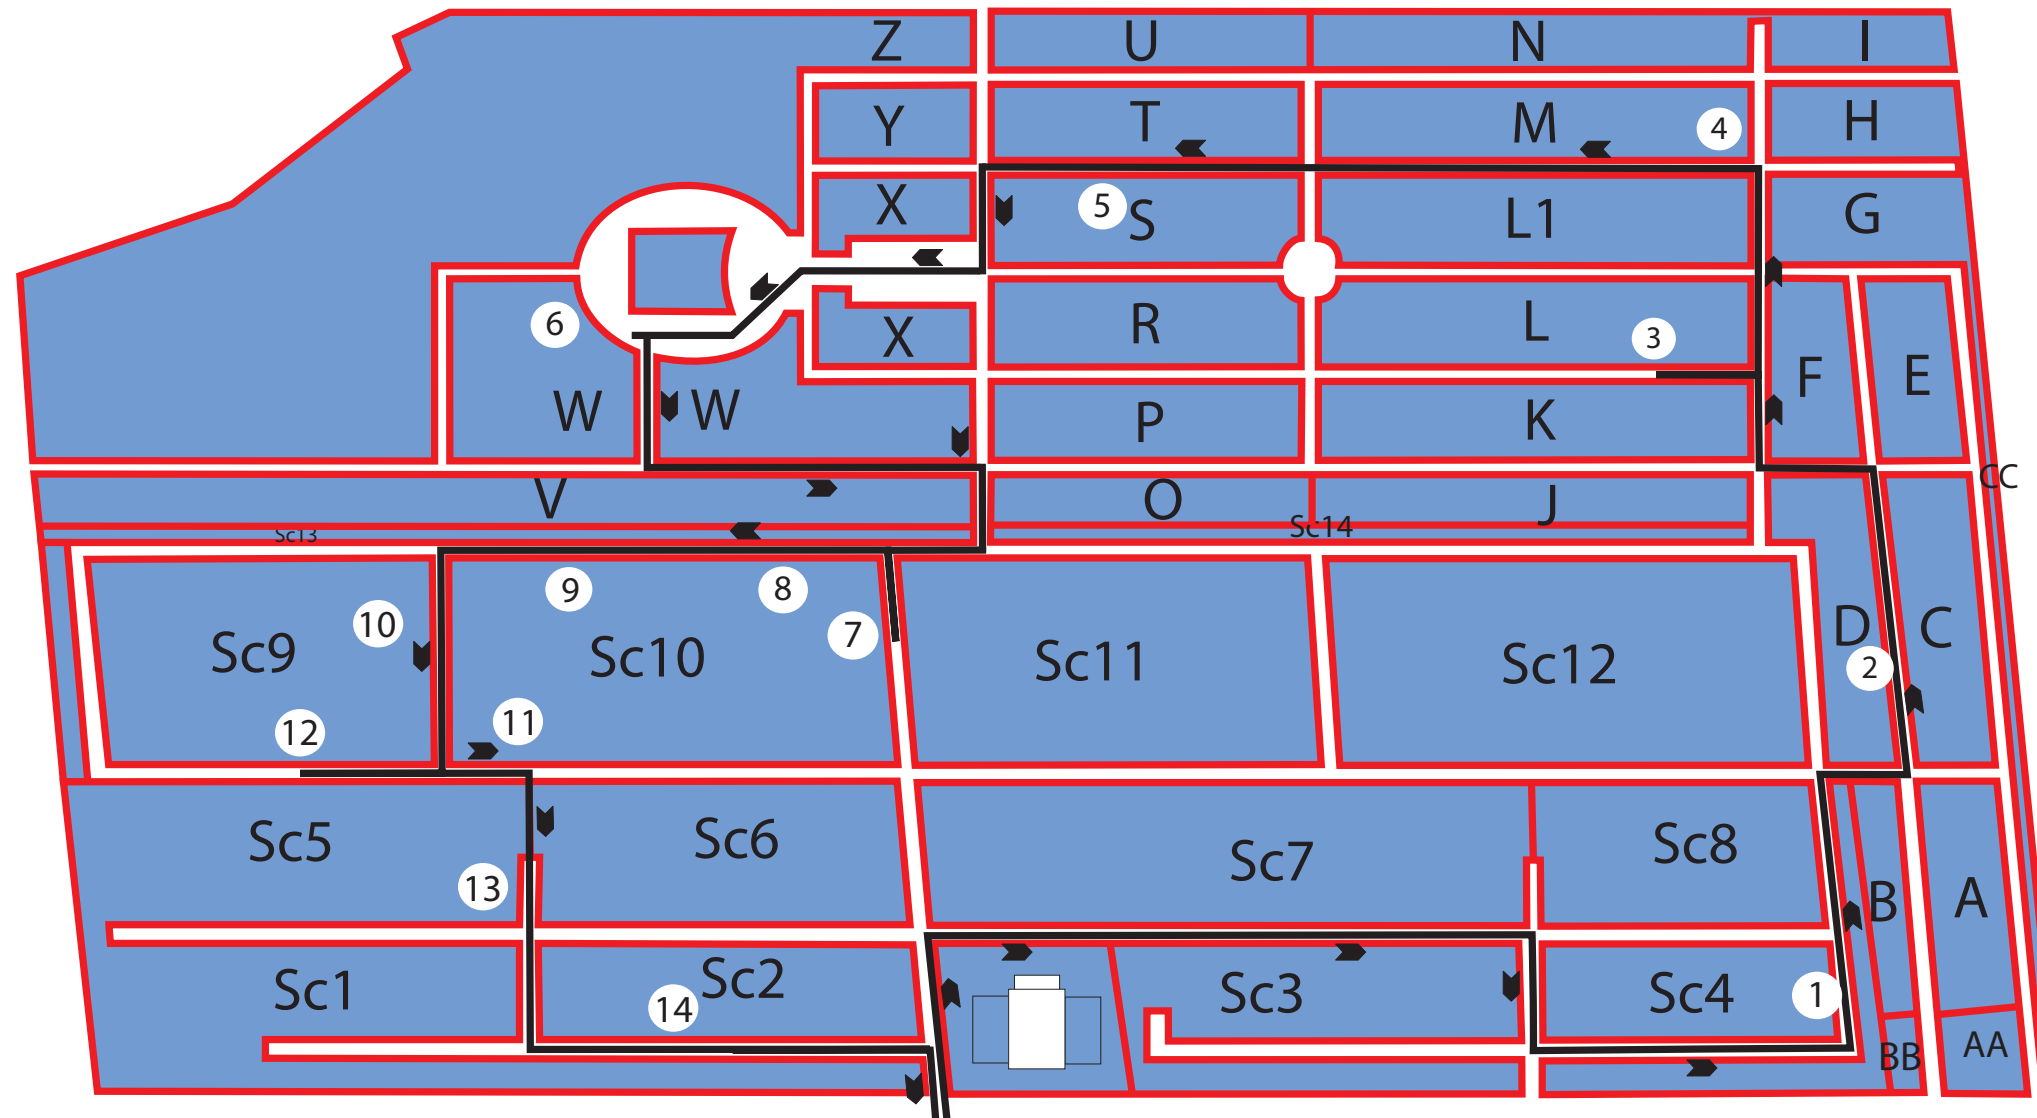 Z U N I
Y T M 4 H
X 5 S L1 G
6 X R L 3 F E
W W P K
V O J CC
Sc13 Sc14
9 8
10 7
Sc9 Sc10 Sc11 Sc12 D C
2
12 11
Sc5 Sc6 Sc7 Sc8
13 B A
Sc1 Sc2 Sc3 Sc4 1
14
BB AA